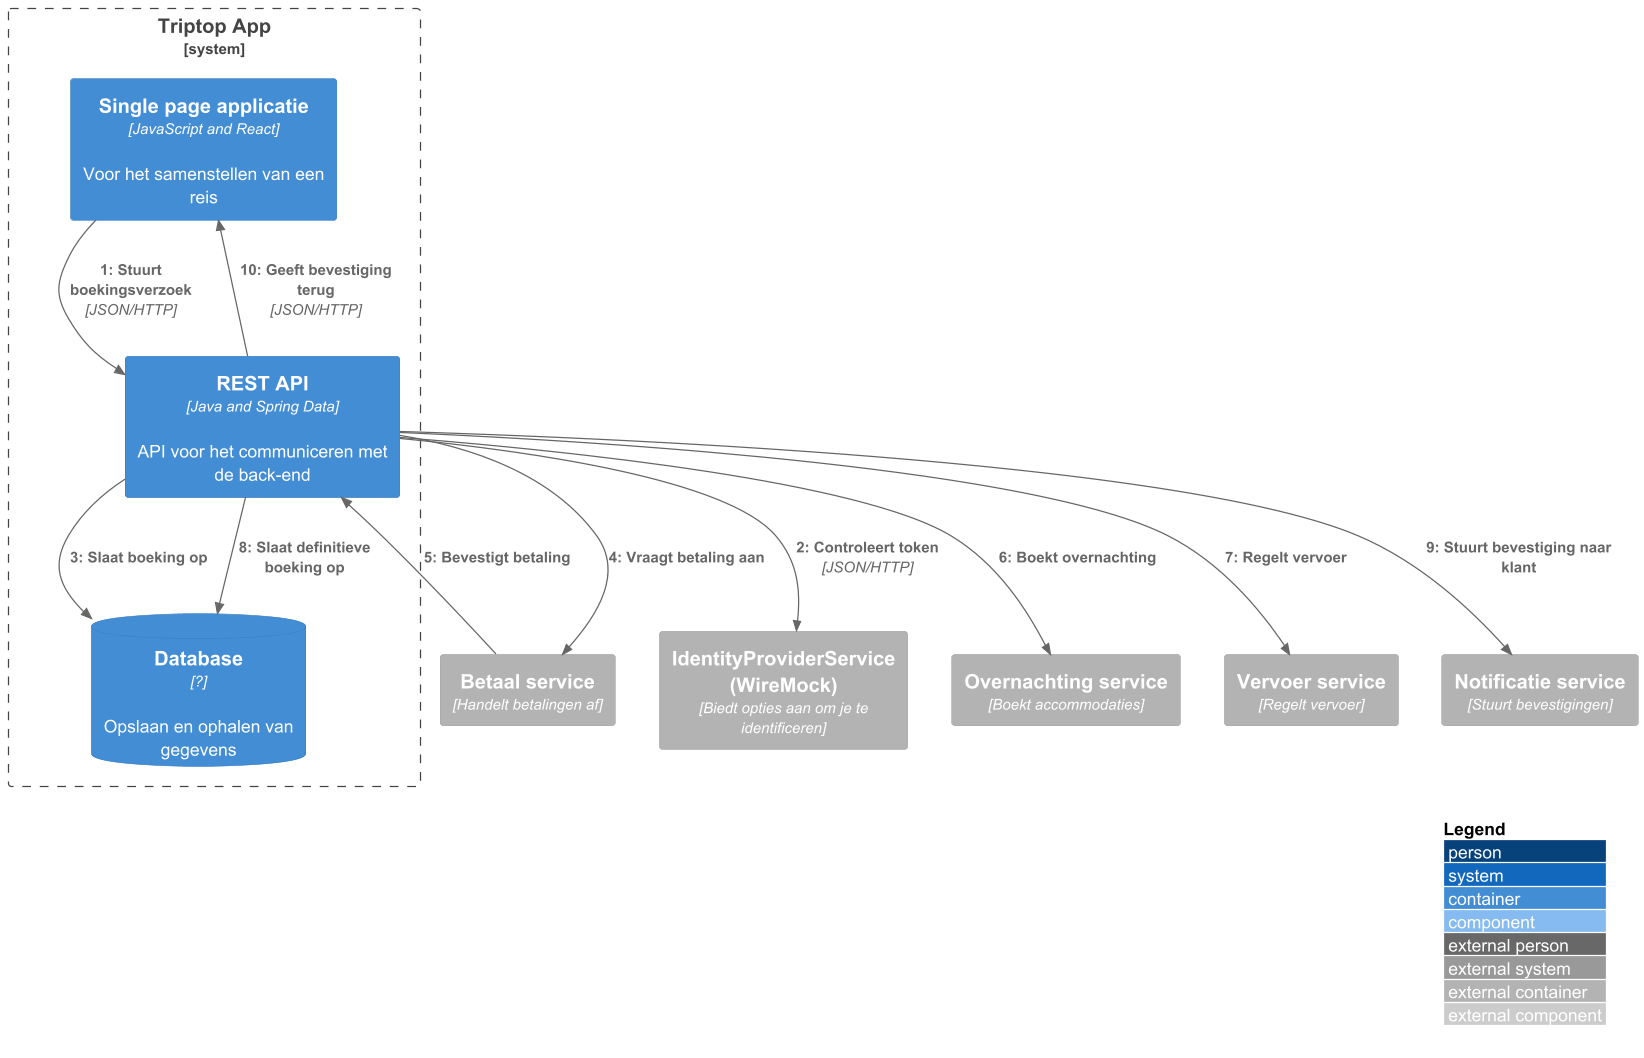 Triptop App
[system]
Single page applicatie
[JavaScript and React]
Voor het samenstellen van een
reis
1: Stuurt
boekingsverzoek
[JSON/HTTP]
10: Geeft bevestiging
terug
[JSON/HTTP]
REST API
[Java and Spring Data]
API voor het communiceren met
de back-end
3: Slaat boeking op
8: Slaat definitieve
boeking op
5: Bevestigt betaling
4: Vraagt betaling aan
2: Controleert token
[JSON/HTTP]
6: Boekt overnachting
7: Regelt vervoer
9: Stuurt bevestiging naar
klant
Database
[?]
Opslaan en ophalen van
gegevens
Betaal service
[Handelt betalingen af]
IdentityProviderService
(WireMock)
[Biedt opties aan om je te
identificeren]
Overnachting service
[Boekt accommodaties]
Vervoer service
[Regelt vervoer]
Notificatie service
[Stuurt bevestigingen]
Legend
person
system
container
component
external person
external system
external container
external component